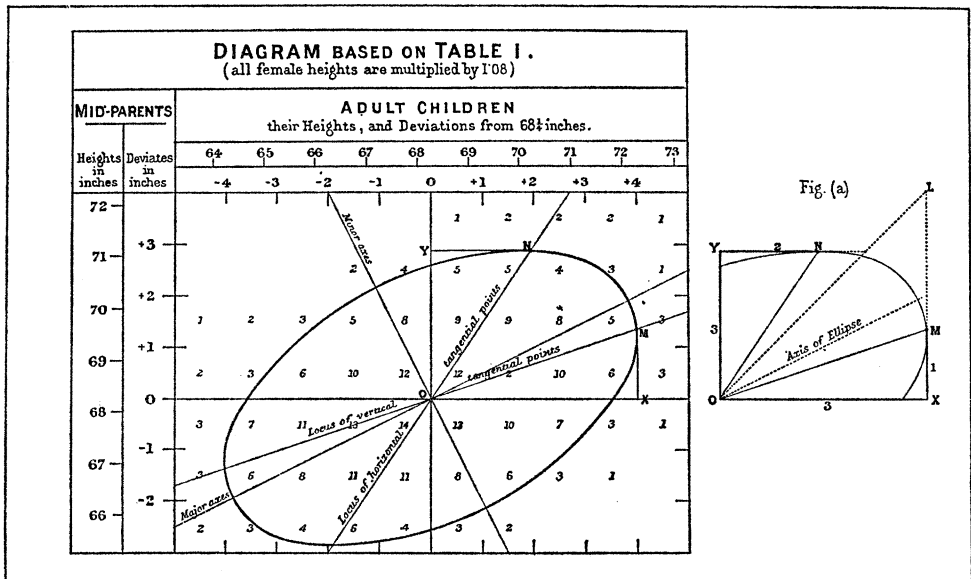 DIAGRAM BASED ON TABLE I.
(all female heights are multiplied by 1·08)
MID-PARENTS
ADULT CHILDREN
their Heights, and Deviations from 68¼ inches.
Heights in inches
Deviates in inches
64 65 66 67 68 69 70 71 72 73
-4 -3 -2 -1 0 +1 +2 +3 +4
72
1 2 2 2 1
+3
Y N
71
2 4 5 5 4 3 1
+2
70
1 2 3 5 8 9 9 8 5 3
M
+1
69
2 3 6 10 12 12 2 10 6 3
0 O X
68
3 7 11 13 14 13 10 7 3 1
-1
67
3 6 8 11 11 8 6 3 1
-2
66
2 3 4 6 4 3 2
Minor axes
tangential points
tangential points
Locus of vertical
Major axes
Locus of horizontal
Fig. (a)
L
Y 2 N
3
M
Axis of Ellipse
1
O 3 X